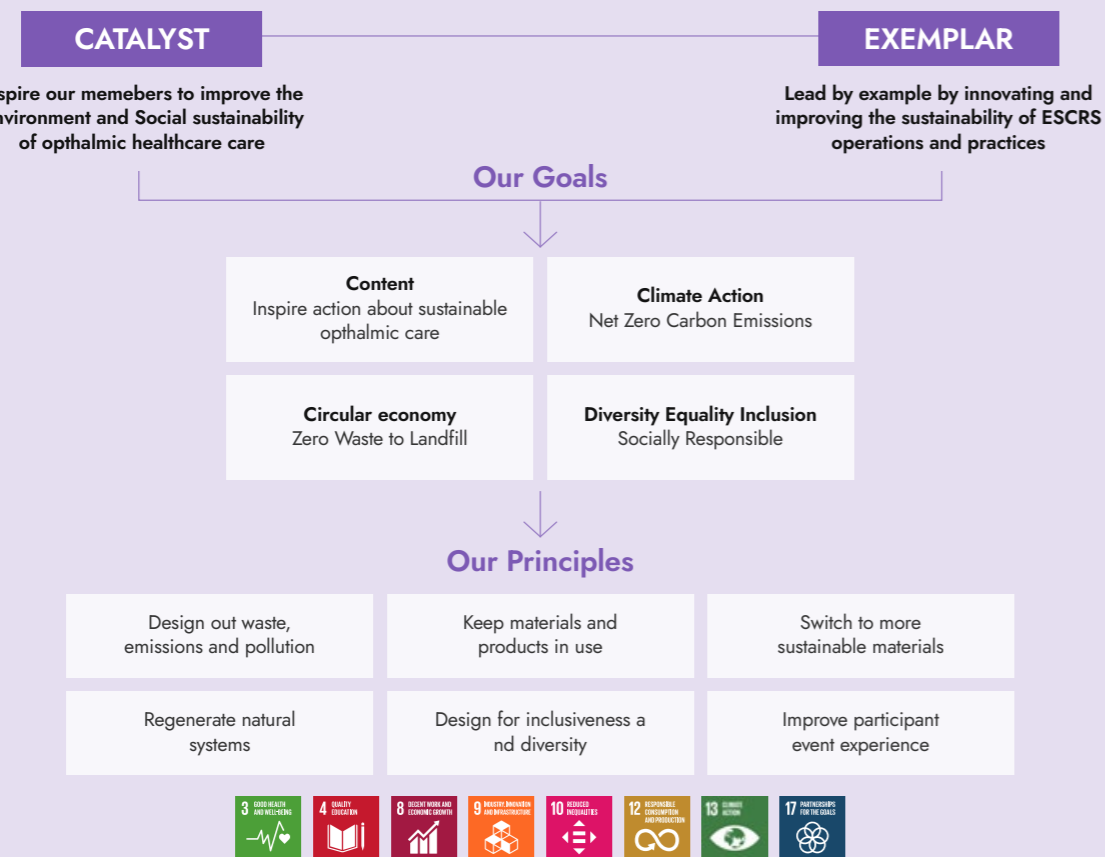 CATALYST
EXEMPLAR
spire our memebers to improve the
nvironment and Social sustainability
of opthalmic healthcare care
Lead by example by innovating and
improving the sustainability of ESCRS
operations and practices
Our Goals
Content
Inspire action about sustainable
opthalmic care
Climate Action
Net Zero Carbon Emissions
Circular economy
Zero Waste to Landfill
Diversity Equality Inclusion
Socially Responsible
Our Principles
Design out waste,
emissions and pollution
Keep materials and
products in use
Switch to more
sustainable materials
Regenerate natural
systems
Design for inclusiveness a
nd diversity
Improve participant
event experience
3 GOOD HEALTH
AND WELL-BEING
4 QUALITY
EDUCATION
8 DECENT WORK AND
ECONOMIC GROWTH
9 INDUSTRY, INNOVATION
AND INFRASTRUCTURE
10 REDUCED
INEQUALITIES
12 RESPONSIBLE
CONSUMPTION
AND PRODUCTION
13 CLIMATE
ACTION
17 PARTNERSHIPS
FOR THE GOALS